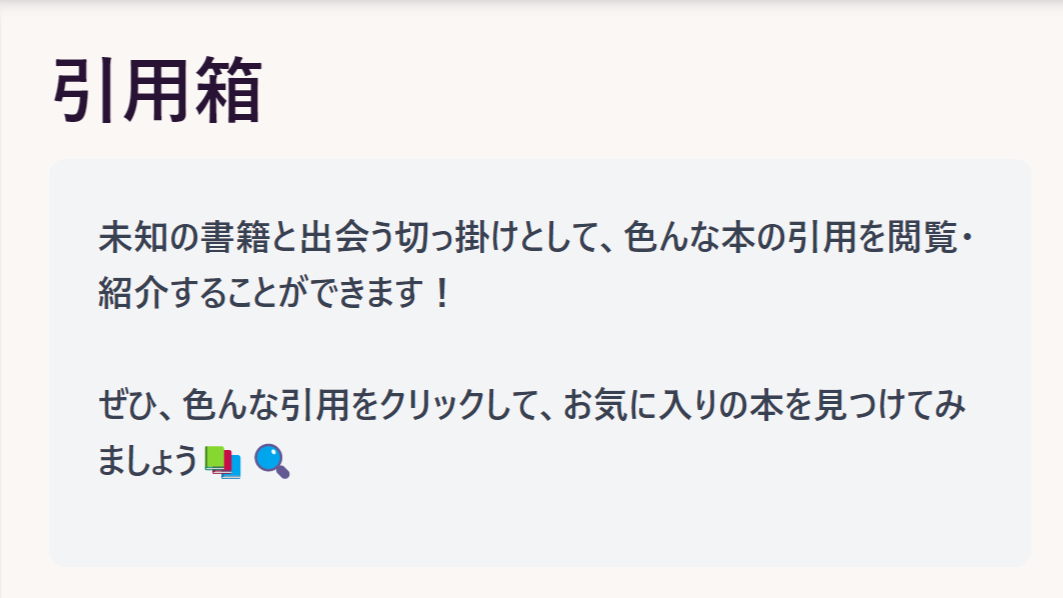 引用箱
未知の書籍と出会う切っ掛けとして、色んな本の引用を閲覧・
紹介することができます！
ぜひ、色んな引用をクリックして、お気に入りの本を見つけてみ
ましょう📚🔍